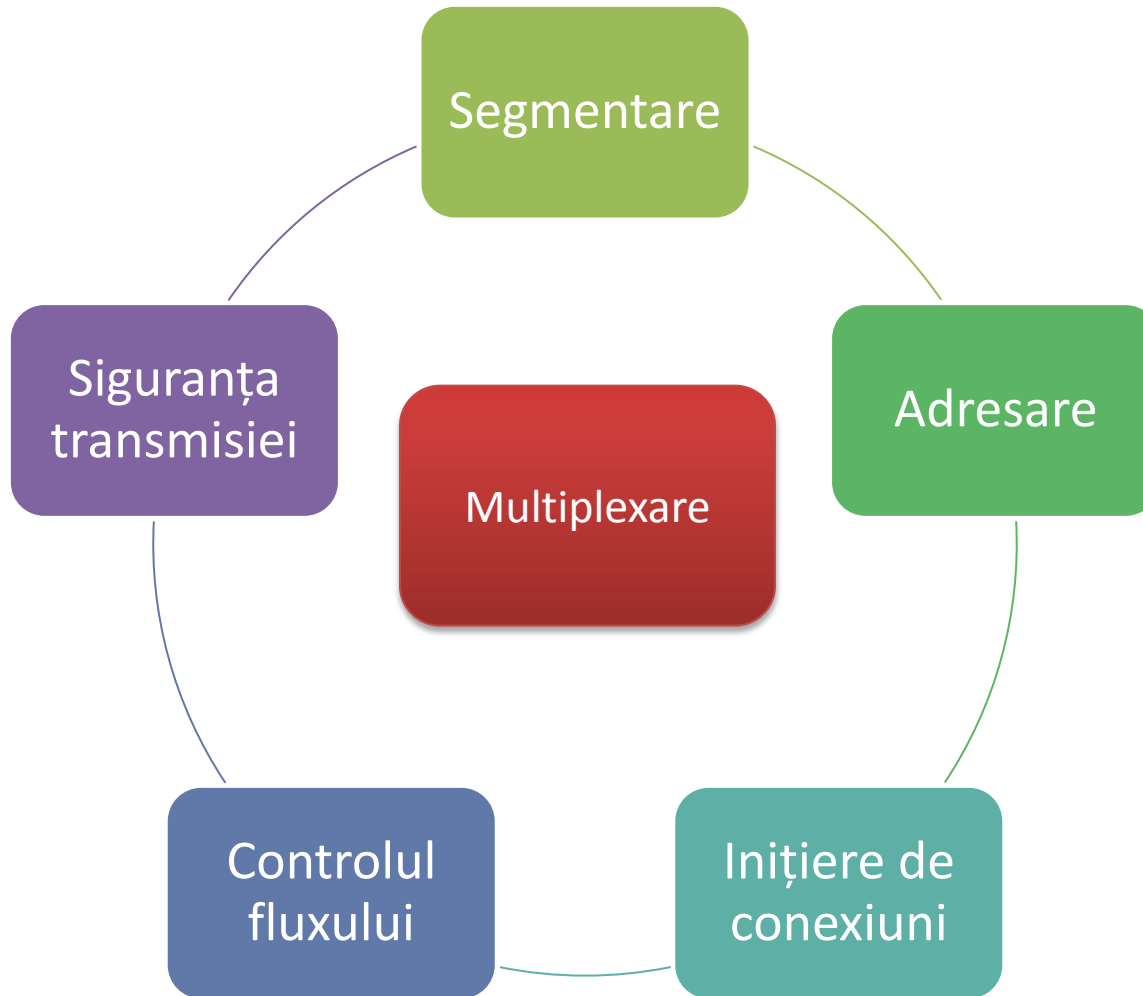 Segmentare
Siguranța
transmisiei
Adresare
Multiplexare
Controlul
fluxului
Inițiere de
conexiuni